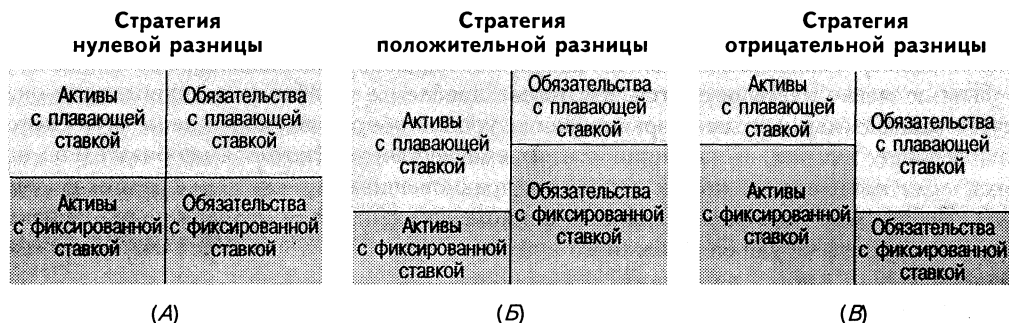 Стратегия
нулевой разницы
Активы
с плавающей
ставкой
Обязательства
с плавающей
ставкой
Активы
с фиксированной
ставкой
Обязательства
с фиксированной
ставкой
(А)
Стратегия
положительной разницы
Активы
с плавающей
ставкой
Обязательства
с плавающей
ставкой
Активы
с фиксированной
ставкой
Обязательства
с фиксированной
ставкой
(Б)
Стратегия
отрицательной разницы
Активы
с плавающей
ставкой
Обязательства
с плавающей
ставкой
Активы
с фиксированной
ставкой
Обязательства
с фиксированной
ставкой
(В)